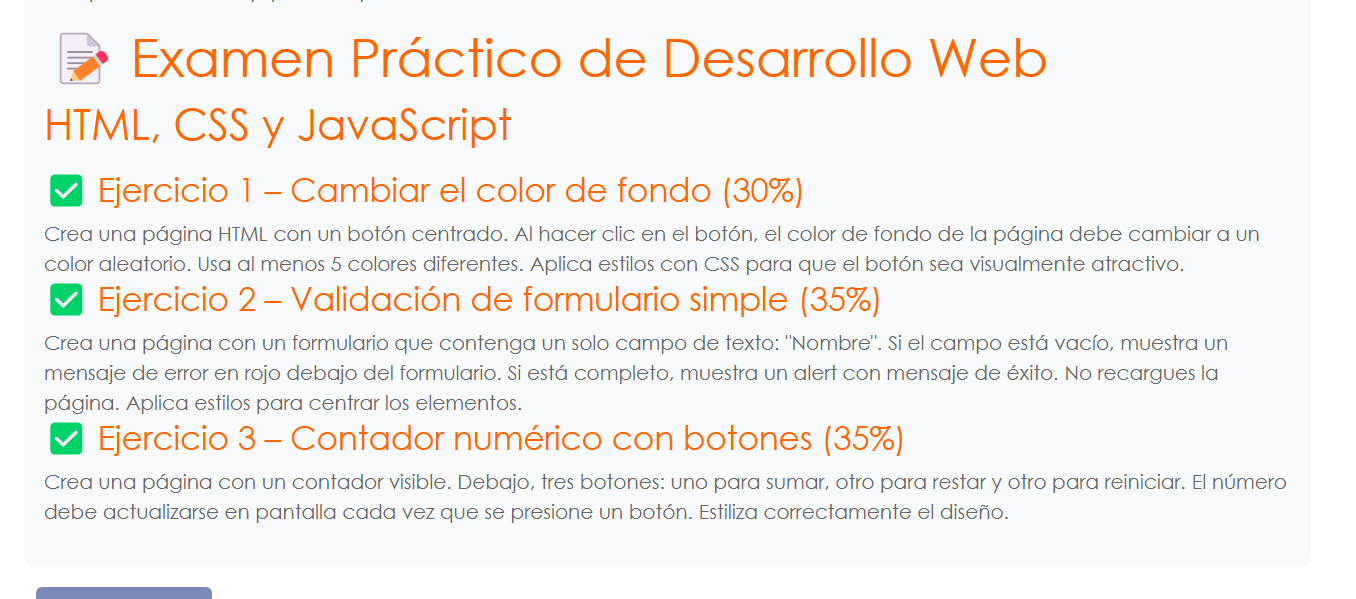 Examen Práctico de Desarrollo Web
HTML, CSS y JavaScript
Ejercicio 1 – Cambiar el color de fondo (30%)
Crea una página HTML con un botón centrado. Al hacer clic en el botón, el color de fondo de la página debe cambiar a un
color aleatorio. Usa al menos 5 colores diferentes. Aplica estilos con CSS para que el botón sea visualmente atractivo.
Ejercicio 2 – Validación de formulario simple (35%)
Crea una página con un formulario que contenga un solo campo de texto: "Nombre". Si el campo está vacío, muestra un
mensaje de error en rojo debajo del formulario. Si está completo, muestra un alert con mensaje de éxito. No recargues la
página. Aplica estilos para centrar los elementos.
Ejercicio 3 – Contador numérico con botones (35%)
Crea una página con un contador visible. Debajo, tres botones: uno para sumar, otro para restar y otro para reiniciar. El número
debe actualizarse en pantalla cada vez que se presione un botón. Estiliza correctamente el diseño.